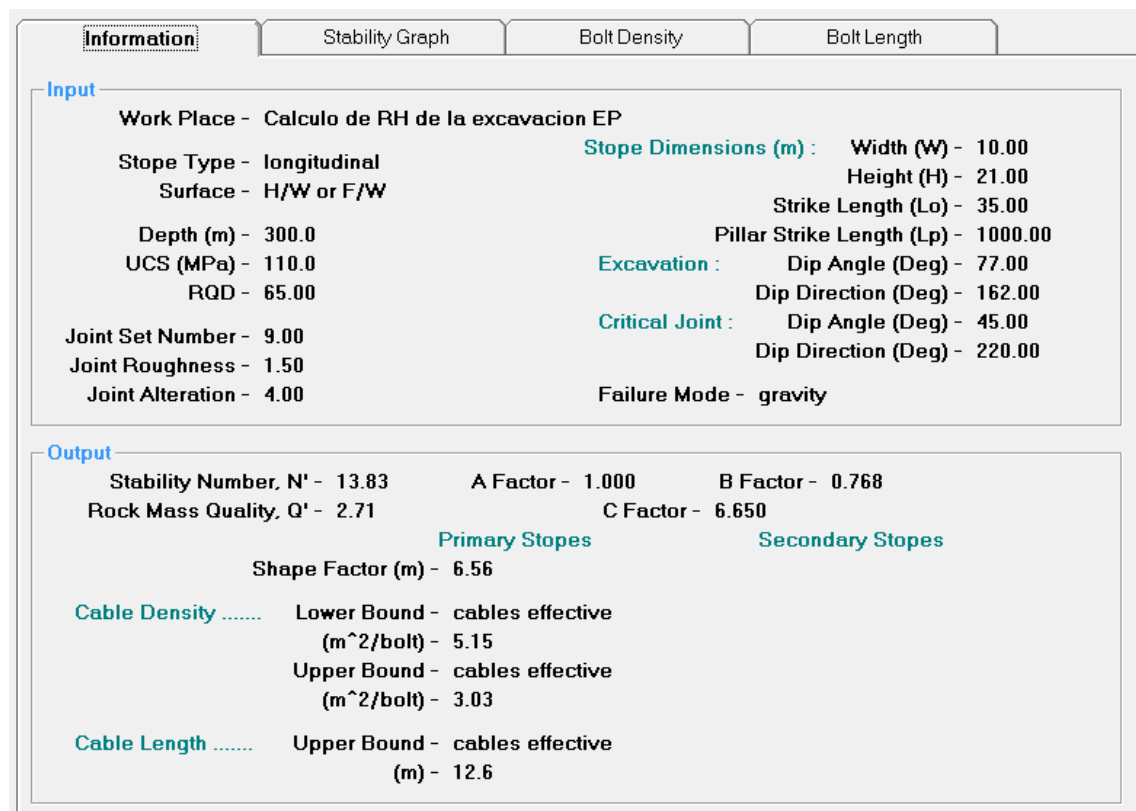 Information Stability Graph Bolt Density Bolt Length
Input
Work Place - Calculo de RH de la excavacion EP
Stope Type - longitudinal
Surface - H/W or F/W
Depth (m) - 300.0
UCS (MPa) - 110.0
RQD - 65.00
Joint Set Number - 9.00
Joint Roughness - 1.50
Joint Alteration - 4.00
Stope Dimensions (m) : Width (W) - 10.00
Height (H) - 21.00
Strike Length (Lo) - 35.00
Pillar Strike Length (Lp) - 1000.00
Excavation : Dip Angle (Deg) - 77.00
Dip Direction (Deg) - 162.00
Critical Joint : Dip Angle (Deg) - 45.00
Dip Direction (Deg) - 220.00
Failure Mode - gravity
Output
Stability Number, N' - 13.83 A Factor - 1.000 B Factor - 0.768
Rock Mass Quality, Q' - 2.71 C Factor - 6.650
Primary Stopes Secondary Stopes
Shape Factor (m) - 6.56
Cable Density ....... Lower Bound - cables effective
(m^2/bolt) - 5.15
Upper Bound - cables effective
(m^2/bolt) - 3.03
Cable Length ....... Upper Bound - cables effective
(m) - 12.6